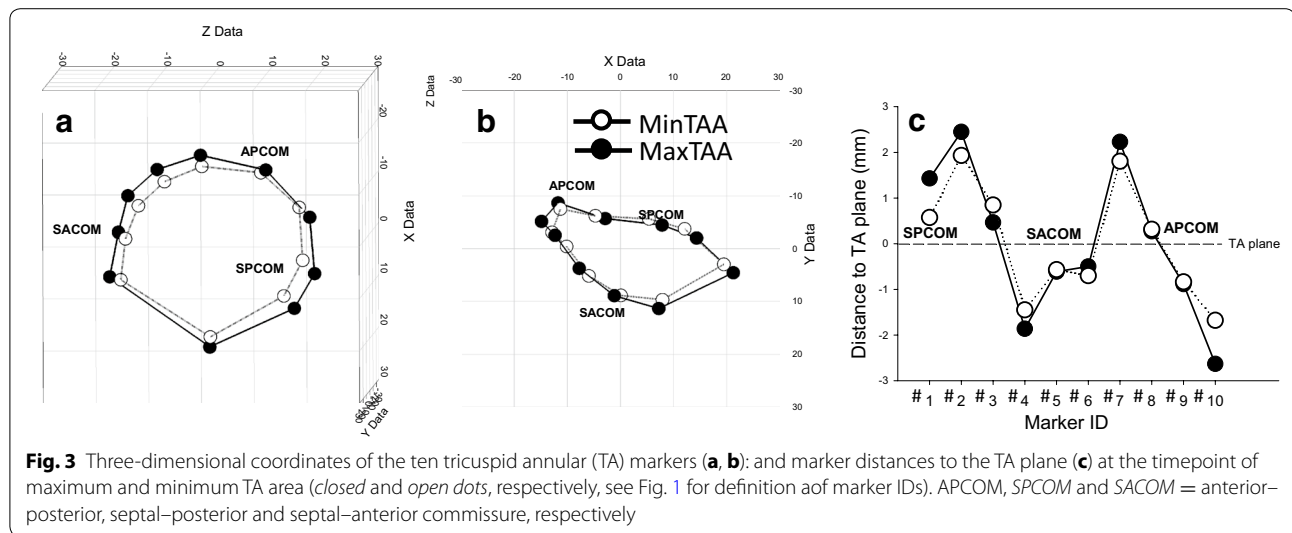 Z Data
-30 -20 -10 0 10 20 30
a
APCOM
SACOM
SPCOM
-20
-10
0
10
20
30
X Data
Y Data
X Data
-30 -20 -10 0 10 20 30
Z Data
-30
b
MinTAA
MaxTAA
APCOM
SPCOM
SACOM
-30
-20
-10
0
10
20
30
Y Data
c
Distance to TA plane (mm)
3
2
1
0
-1
-2
-3
SPCOM SACOM APCOM
TA plane
#1 #2 #3 #4 #5 #6 #7 #8 #9 #10
Marker ID
Fig. 3 Three-dimensional coordinates of the ten tricuspid annular (TA) markers (a, b): and marker distances to the TA plane (c) at the timepoint of
maximum and minimum TA area (closed and open dots, respectively, see Fig. 1 for definition aof marker IDs). APCOM, SPCOM and SACOM = anterior–
posterior, septal–posterior and septal–anterior commissure, respectively